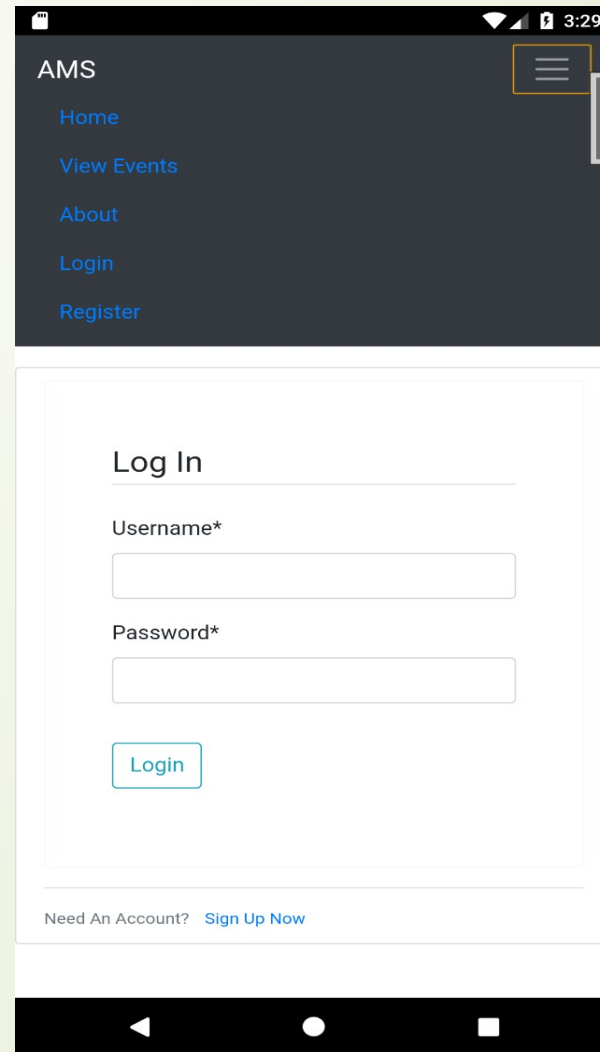 3:29
AMS
Home
View Events
About
Login
Register
Log In
Username*
Password*
Login
Need An Account? Sign Up Now